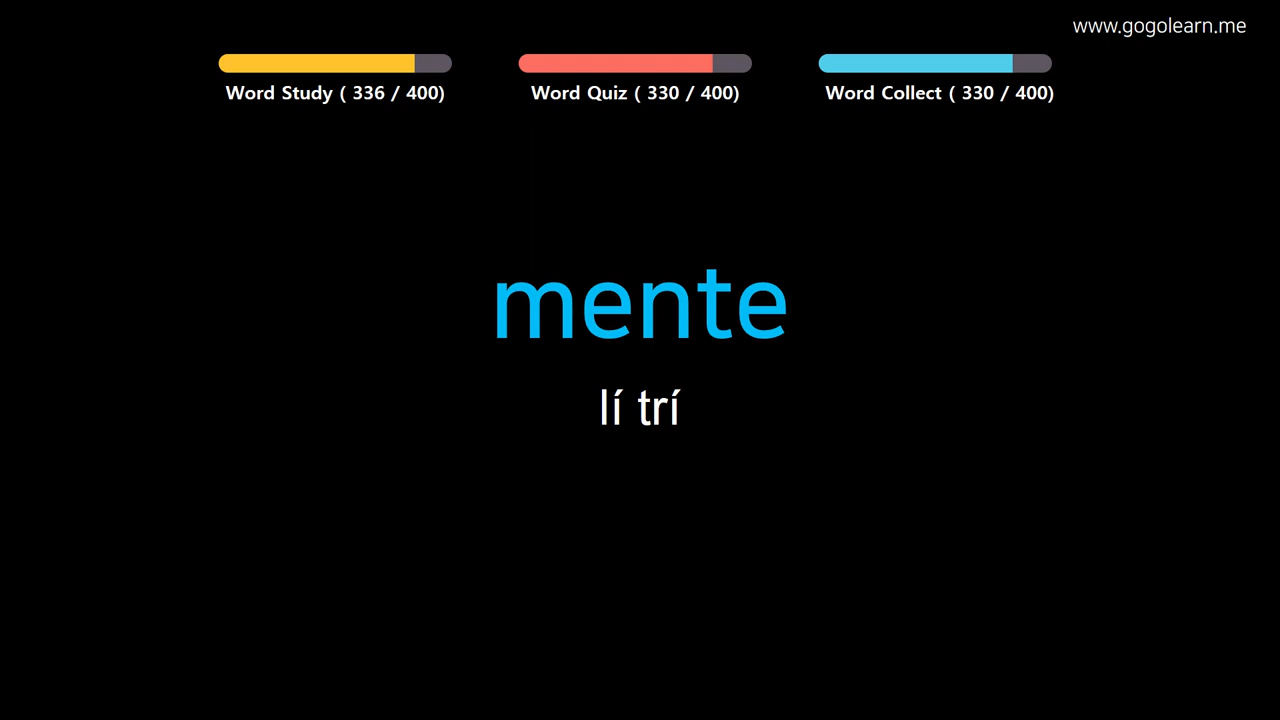 www.gogolearn.me
Word Study ( 336 / 400)
Word Quiz ( 330 / 400)
Word Collect ( 330 / 400)
mente
lí trí